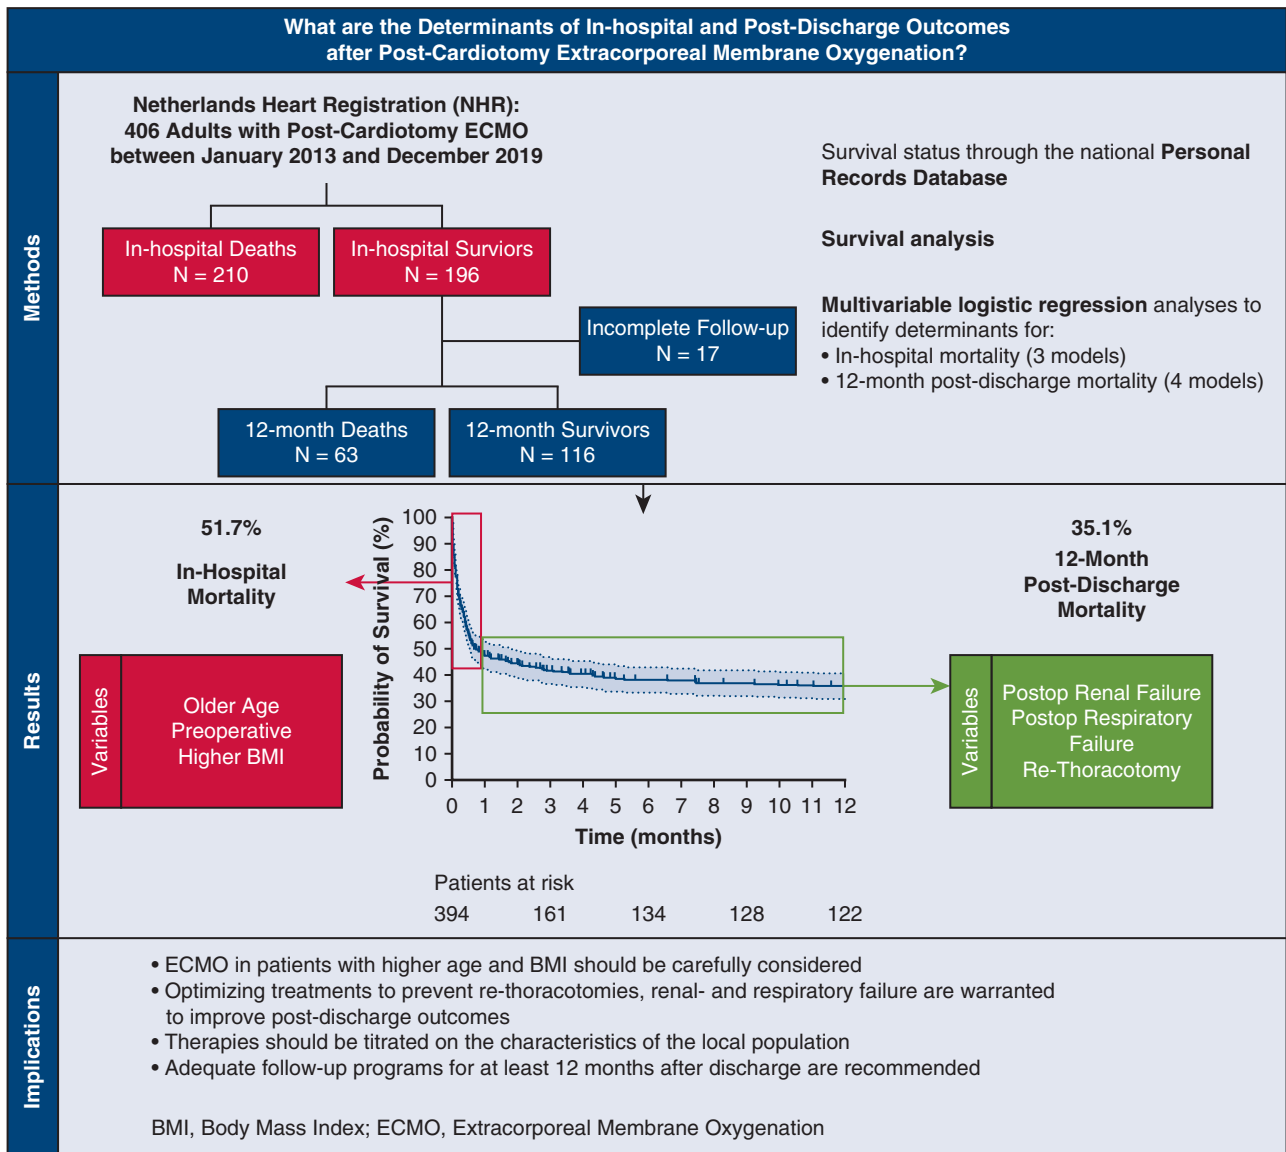 What are the Determinants of In-hospital and Post-Discharge Outcomes
after Post-Cardiotomy Extracorporeal Membrane Oxygenation?
Methods
Netherlands Heart Registration (NHR):
406 Adults with Post-Cardiotomy ECMO
between January 2013 and December 2019
In-hospital Deaths
N = 210
In-hospital Surviors
N = 196
Incomplete Follow-up
N = 17
12-month Deaths
N = 63
12-month Survivors
N = 116
Survival status through the national Personal
Records Database
Survival analysis
Multivariable logistic regression analyses to
identify determinants for:
• In-hospital mortality (3 models)
• 12-month post-discharge mortality (4 models)
Results
51.7%
In-Hospital
Mortality
Variables
Older Age
Preoperative
Higher BMI
Probability of Survival (%)
100
90
80
70
60
50
40
30
20
10
0
0 1 2 3 4 5 6 7 8 9 10 11 12
Time (months)
Patients at risk
394 161 134 128 122
35.1%
12-Month
Post-Discharge
Mortality
Variables
Postop Renal Failure
Postop Respiratory
Failure
Re-Thoracotomy
Implications
• ECMO in patients with higher age and BMI should be carefully considered
• Optimizing treatments to prevent re-thoracotomies, renal- and respiratory failure are warranted
to improve post-discharge outcomes
• Therapies should be titrated on the characteristics of the local population
• Adequate follow-up programs for at least 12 months after discharge are recommended
BMI, Body Mass Index; ECMO, Extracorporeal Membrane Oxygenation